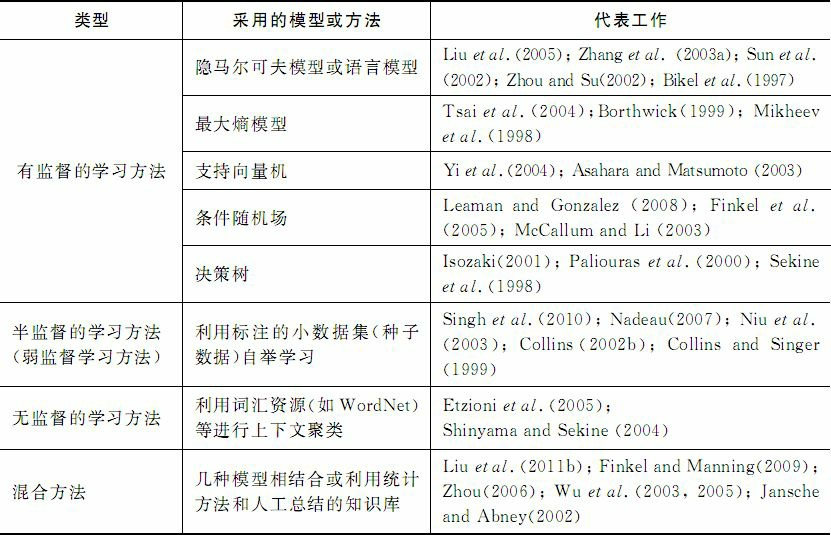 类型 采用的模型或方法 代表工作
有监督的学习方法
隐马尔可夫模型或语言模型
Liu et al. (2005); Zhang et al. (2003a); Sun et al.
(2002); Zhou and Su(2002); Bikel et al. (1997)
最大熵模型
Tsai et al. (2004); Borthwick(1999); Mikheev
et al. (1998)
支持向量机
Yi et al. (2004); Asahara and Matsumoto (2003)
条件随机场
Leaman and Gonzalez (2008); Finkel et al.
(2005); McCallum and Li (2003)
决策树
Isozaki(2001); Paliouras et al. (2000); Sekine
et al. (1998)
半监督的学习方法
(弱监督学习方法)
利用标注的小数据集(种子
数据)自举学习
Singh et al. (2010); Nadeau(2007); Niu et al.
(2003); Collins (2002b); Collins and Singer
(1999)
无监督的学习方法
利用词汇资源(如 WordNet)
等进行上下文聚类
Etzioni et al. (2005);
Shinyama and Sekine (2004)
混合方法
几种模型相结合或利用统计
方法和人工总结的知识库
Liu et al. (2011b); Finkel and Manning(2009);
Zhou(2006); Wu et al. (2003, 2005); Jansche
and Abney(2002)